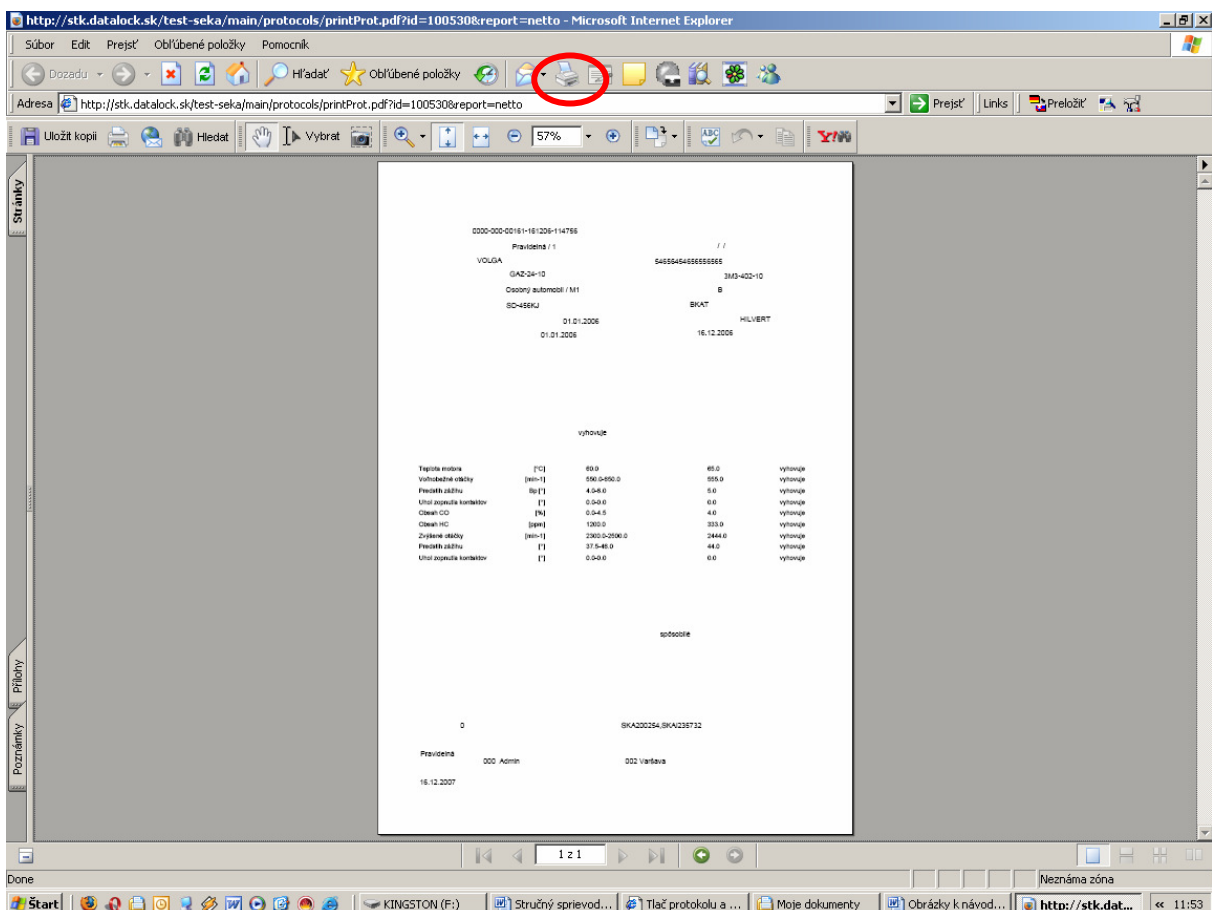 http://stk.datalock.sk/test-seka/main/protocols/printProt.pdf?id=100530&report=netto - Microsoft Internet Explorer
Súbor Edit Prejsť Obľúbené položky Pomocník
Dozadu Hľadať Obľúbené položky
Adresa http://stk.datalock.sk/test-seka/main/protocols/printProt.pdf?id=100530&report=netto Prejsť Links Preložiť
Uložit kopii Hledat Vybrat 57% Y!
Stránky
0000-000-00161-161206-114756
Pravidelná / 1 / /
VOLGA
GAZ-24-10 3M3-402-10
Osobný automobil / M1 B
SD-456KJ BKAT
01.01.2006 HILVERT
01.01.2006 16.12.2006
vyhovuje
Teplota motora [°C] 60.0 65.0 vyhovuje
Voľnobežné otáčky [min-1] 550.0-650.0 555.0 vyhovuje
Predstih zážihu Bp [°] 4.0-6.0 5.0 vyhovuje
Uhol zopnutia kontaktov [°] 0.0-0.0 0.0 vyhovuje
Obsah CO [%] 0.0-4.5 4.0 vyhovuje
Obsah HC [ppm] 1200.0 333.0 vyhovuje
Zvýšené otáčky [min-1] 2300.0-2500.0 2444.0 vyhovuje
Predstih zážihu [°] 37.5-46.0 44.0 vyhovuje
Uhol zopnutia kontaktov [°] 0.0-0.0 0.0 vyhovuje
spôsobilé
Přílohy
Poznámky
0 SKA200254,SKA/235732
Pravidelná
000 Admin 002 Varšava
16.12.2007
1 z 1
Done Neznáma zóna
Štart KINGSTON (F:) Stručný sprievod... Tlač protokolu a ... Moje dokumenty Obrázky k návod... http://stk.dat... « 11:53